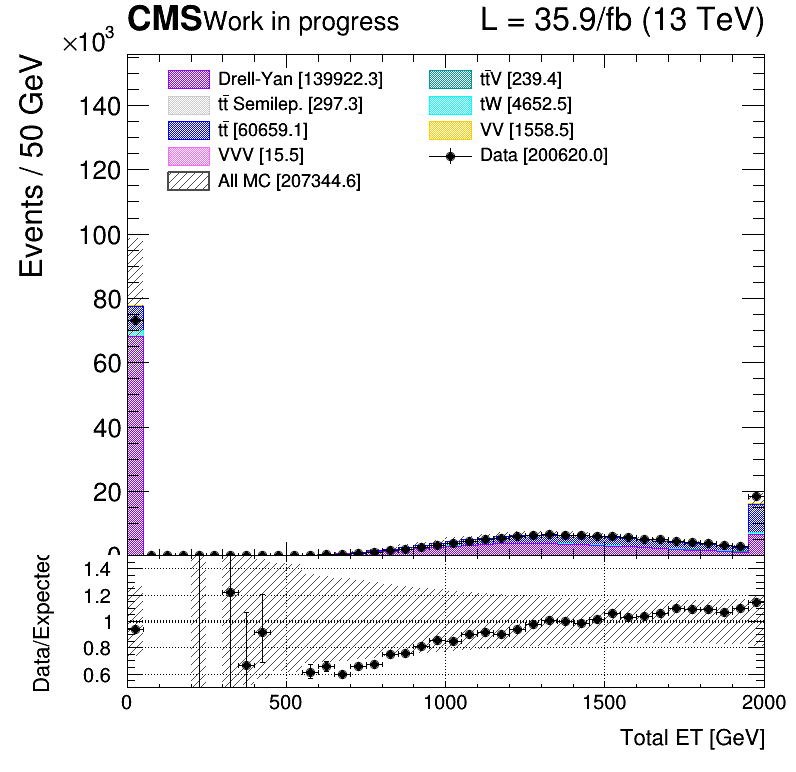 CMS Work in progress L = 35.9/fb (13 TeV)
×10³
Events / 50 GeV
Drell-Yan [139922.3]
tt̄ Semilep. [297.3]
tt̄ [60659.1]
VVV [15.5]
All MC [207344.6]
tt̄V [239.4]
tW [4652.5]
VV [1558.5]
Data [200620.0]
140
120
100
80
60
40
20
0
Data/Expected
1.4
1.2
1
0.8
0.6
0 500 1000 1500 2000
Total ET [GeV]